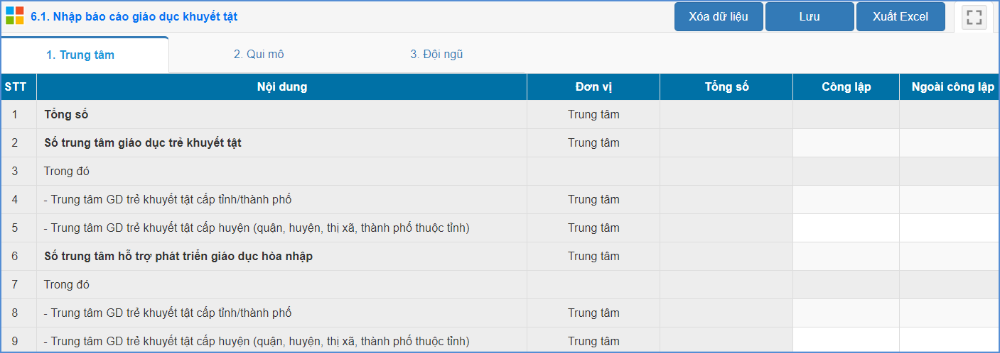 6.1. Nhập báo cáo giáo dục khuyết tật Xóa dữ liệu Lưu Xuất Excel
1. Trung tâm 2. Qui mô 3. Đội ngũ
STT Nội dung Đơn vị Tổng số Công lập Ngoài công lập
1 Tổng số Trung tâm
2 Số trung tâm giáo dục trẻ khuyết tật Trung tâm
3 Trong đó
4 - Trung tâm GD trẻ khuyết tật cấp tỉnh/thành phố Trung tâm
5 - Trung tâm GD trẻ khuyết tật cấp huyện (quận, huyện, thị xã, thành phố thuộc tỉnh) Trung tâm
6 Số trung tâm hỗ trợ phát triển giáo dục hòa nhập Trung tâm
7 Trong đó
8 - Trung tâm GD trẻ khuyết tật cấp tỉnh/thành phố Trung tâm
9 - Trung tâm GD trẻ khuyết tật cấp huyện (quận, huyện, thị xã, thành phố thuộc tỉnh) Trung tâm